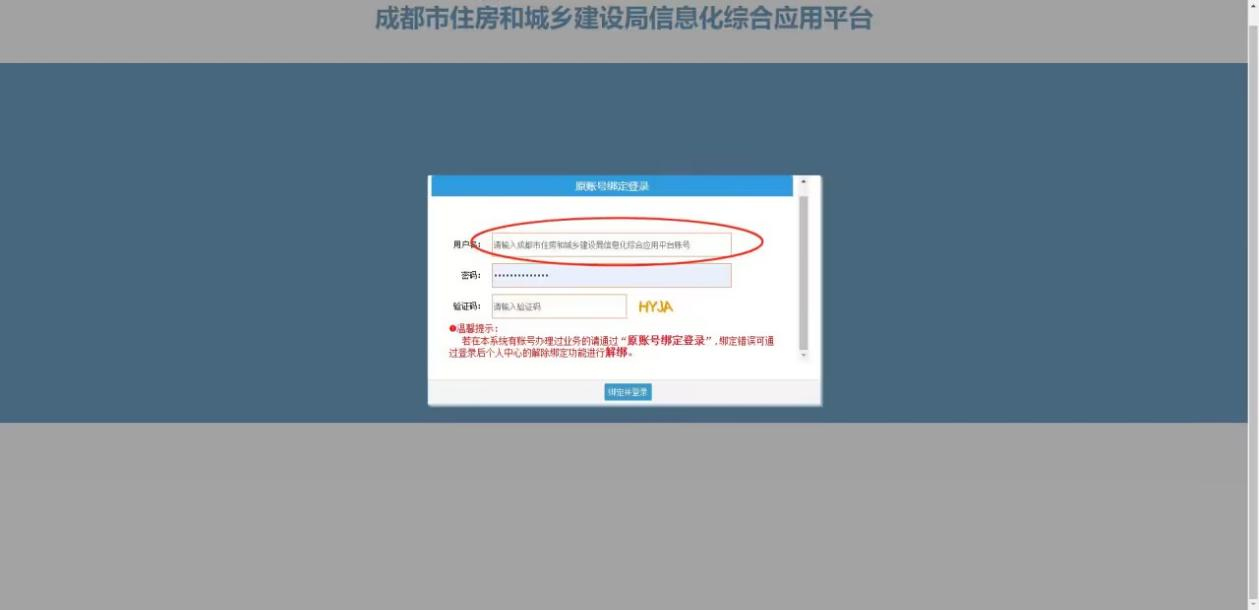 成都市住房和城乡建设局信息化综合应用平台
原账号绑定登录
用户名: 请输入成都市住房和城乡建设局信息化综合应用平台账号
密码: ••••••••••••••
验证码: 请输入验证码 HYJA
温馨提示:
若在本系统有账号办理过业务的请通过“原账号绑定登录”,绑定错误可通
过登录后个人中心的解除绑定功能进行解绑。
绑定并登录